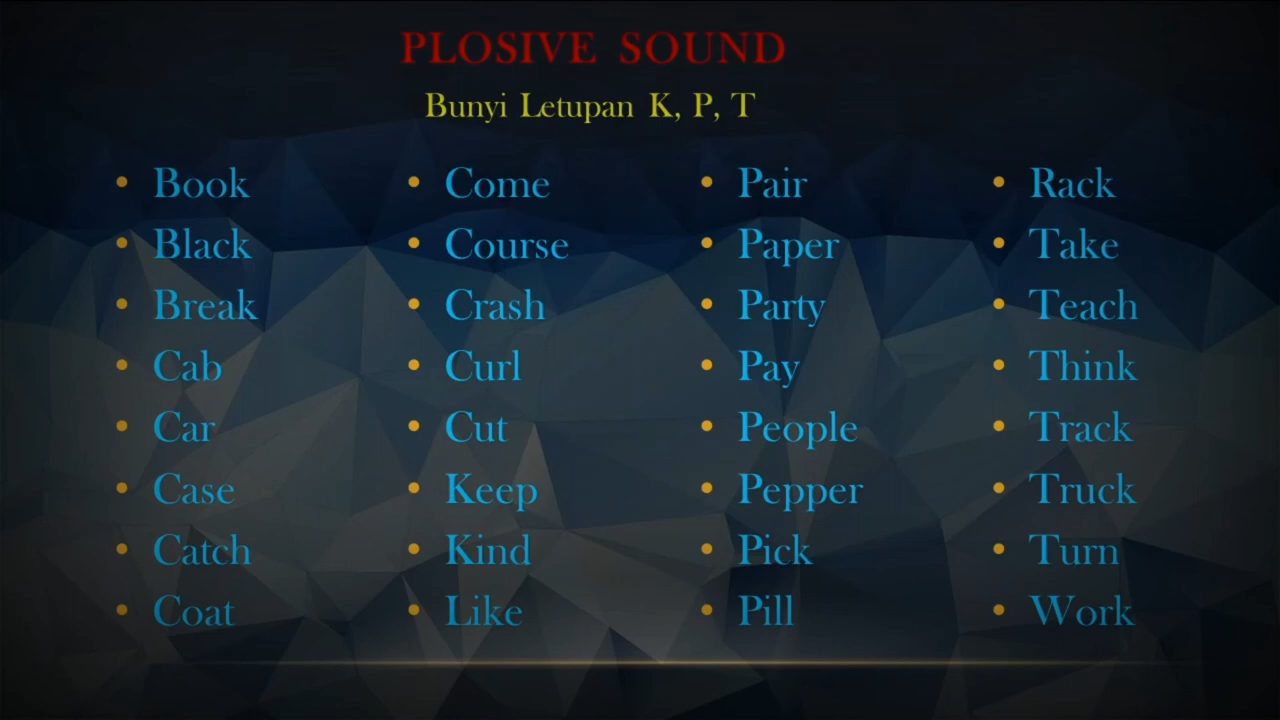 PLOSIVE SOUND
Bunyi Letupan K, P, T
• Book
• Black
• Break
• Cab
• Car
• Case
• Catch
• Coat
• Come
• Course
• Crash
• Curl
• Cut
• Keep
• Kind
• Like
• Pair
• Paper
• Party
• Pay
• People
• Pepper
• Pick
• Pill
• Rack
• Take
• Teach
• Think
• Track
• Truck
• Turn
• Work